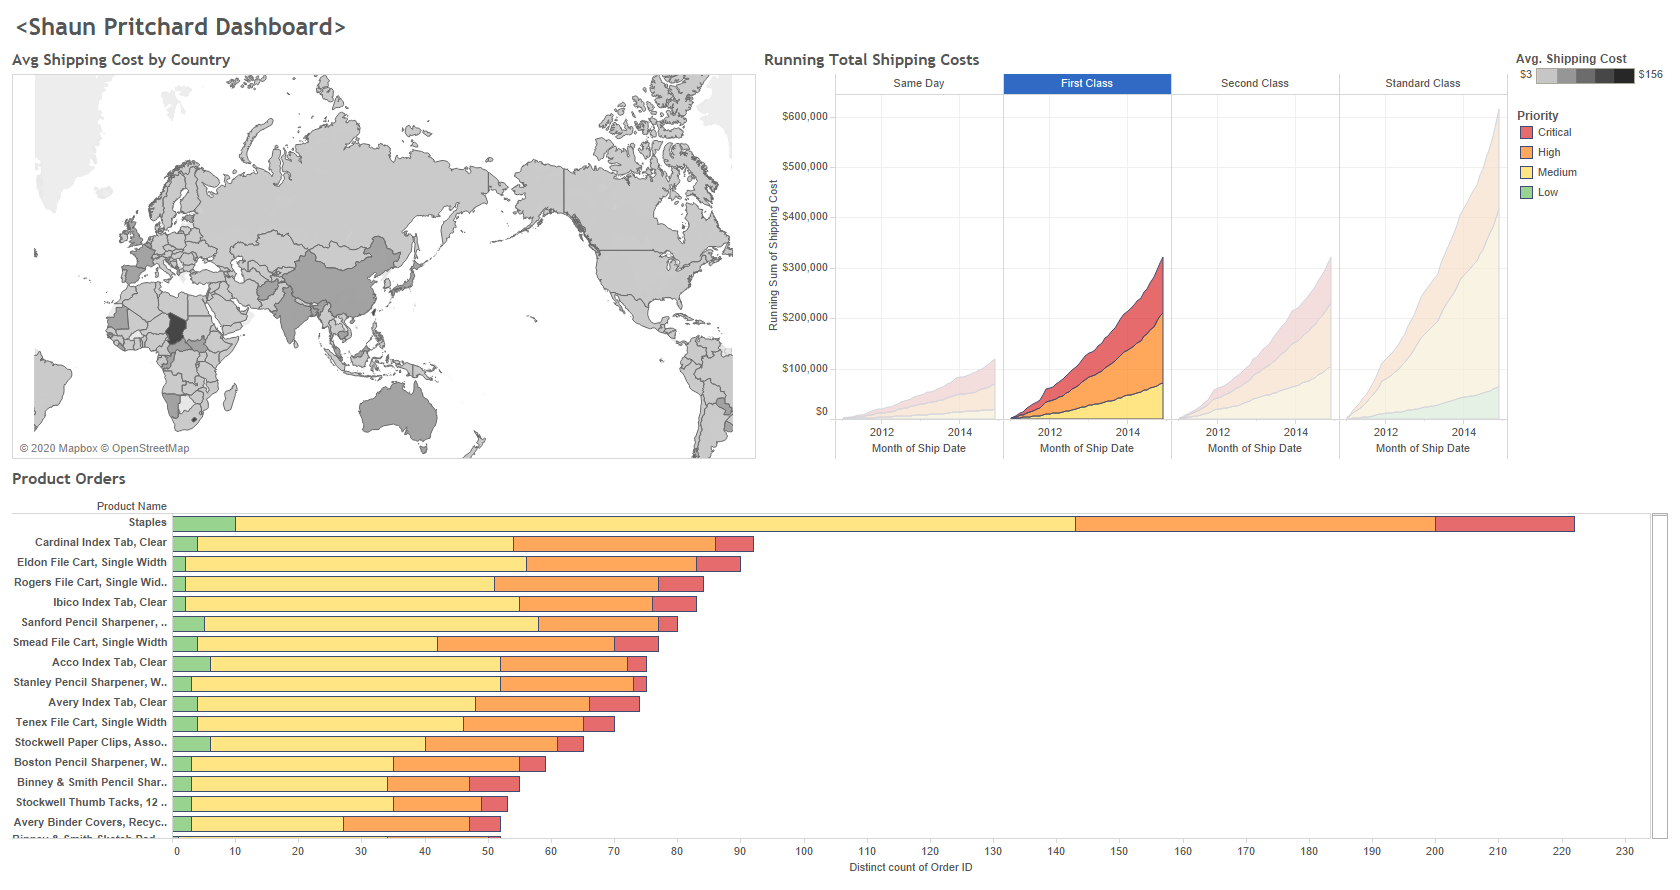 <Shaun Pritchard Dashboard>
Avg Shipping Cost by Country
© 2020 Mapbox © OpenStreetMap
Running Total Shipping Costs
Same Day First Class Second Class Standard Class
Running Sum of Shipping Cost
$600,000
$500,000
$400,000
$300,000
$200,000
$100,000
$0
2012 2014 2012 2014 2012 2014 2012 2014
Month of Ship Date Month of Ship Date Month of Ship Date Month of Ship Date
Avg. Shipping Cost
$3 $156
Priority
Critical
High
Medium
Low
Product Orders
Product Name
Staples
Cardinal Index Tab, Clear
Eldon File Cart, Single Width
Rogers File Cart, Single Wid..
Ibico Index Tab, Clear
Sanford Pencil Sharpener, ..
Smead File Cart, Single Width
Acco Index Tab, Clear
Stanley Pencil Sharpener, W..
Avery Index Tab, Clear
Tenex File Cart, Single Width
Stockwell Paper Clips, Asso..
Boston Pencil Sharpener, W..
Binney & Smith Pencil Shar..
Stockwell Thumb Tacks, 12 ..
Avery Binder Covers, Recyc..
0 10 20 30 40 50 60 70 80 90 100 110 120 130 140 150 160 170 180 190 200 210 220 230
Distinct count of Order ID